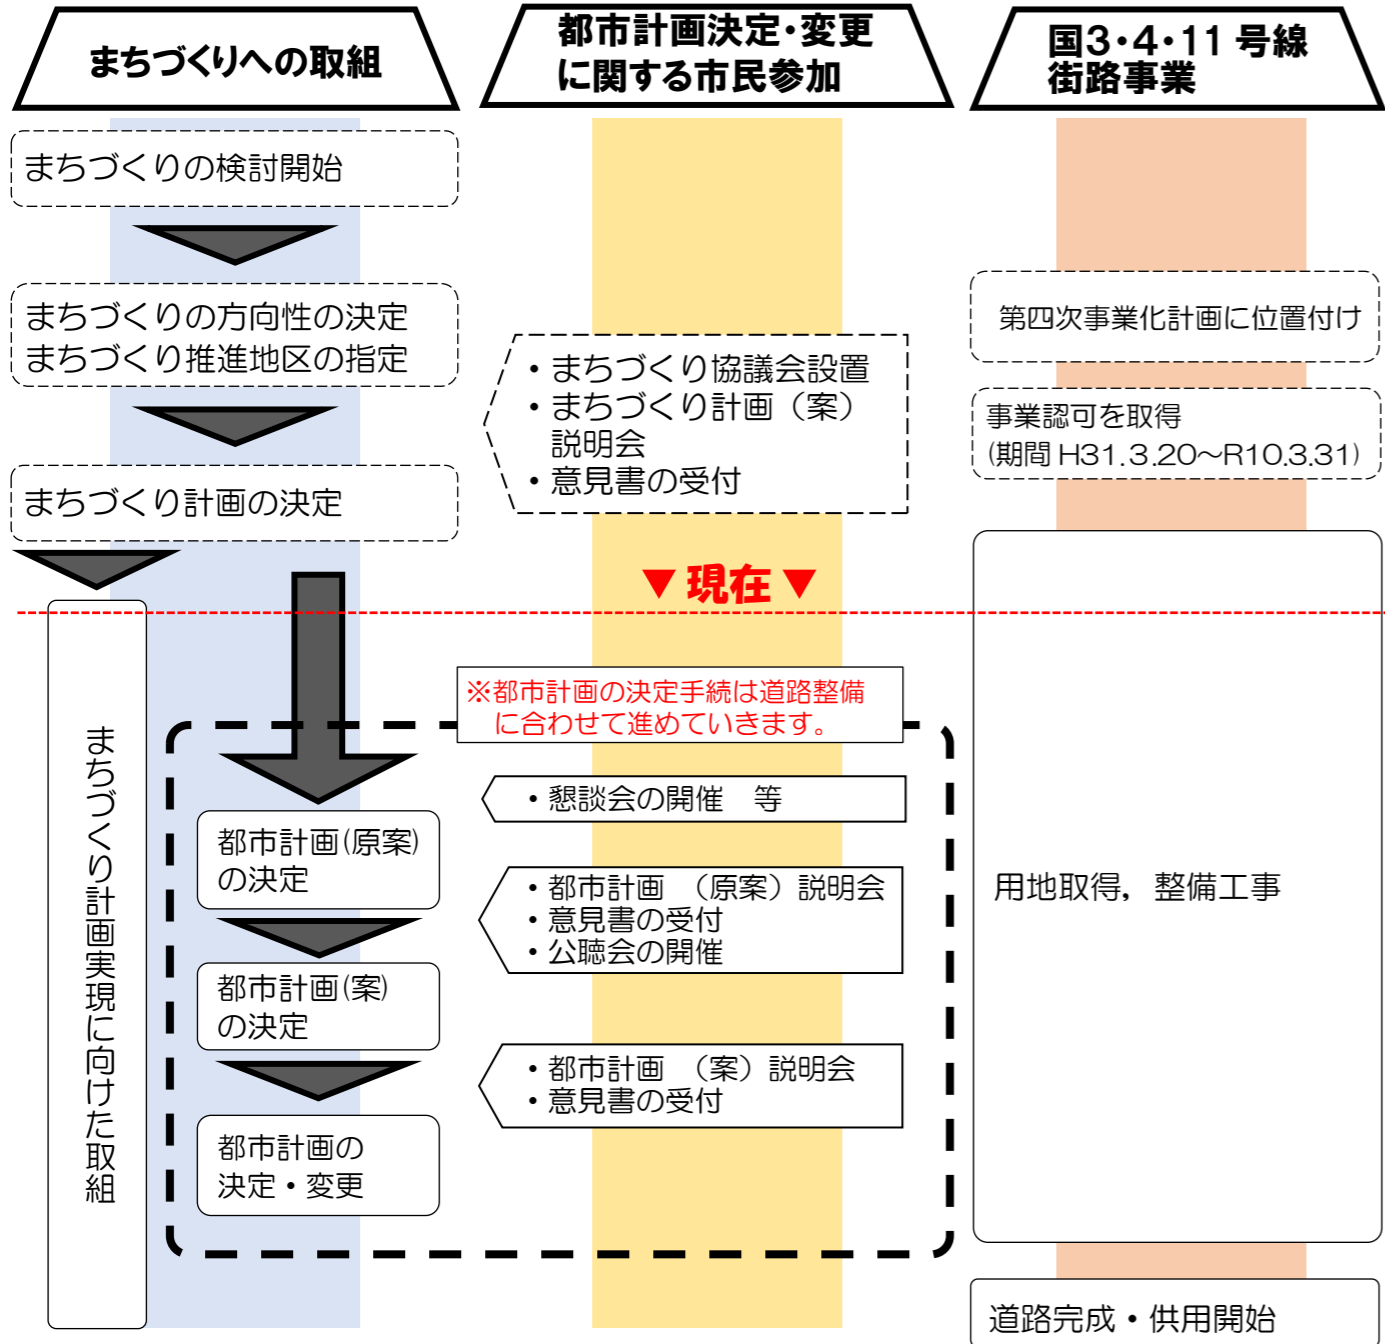 まちづくりへの取組
都市計画決定・変更
に関する市民参加
国3・4・11号線
街路事業
まちづくりの検討開始
まちづくりの方向性の決定
まちづくり推進地区の指定
まちづくり計画の決定
・まちづくり協議会設置
・まちづくり計画（案）
説明会
・意見書の受付
第四次事業化計画に位置付け
事業認可を取得
(期間 H31.3.20～R10.3.31)
▼現在▼
※都市計画の決定手続は道路整備
に合わせて進めていきます。
まちづくり計画実現に向けた取組
都市計画(原案)
の決定
都市計画(案)
の決定
都市計画の
決定・変更
・懇談会の開催　等
・都市計画　（原案）説明会
・意見書の受付
・公聴会の開催
・都市計画　（案）説明会
・意見書の受付
用地取得，整備工事
道路完成・供用開始